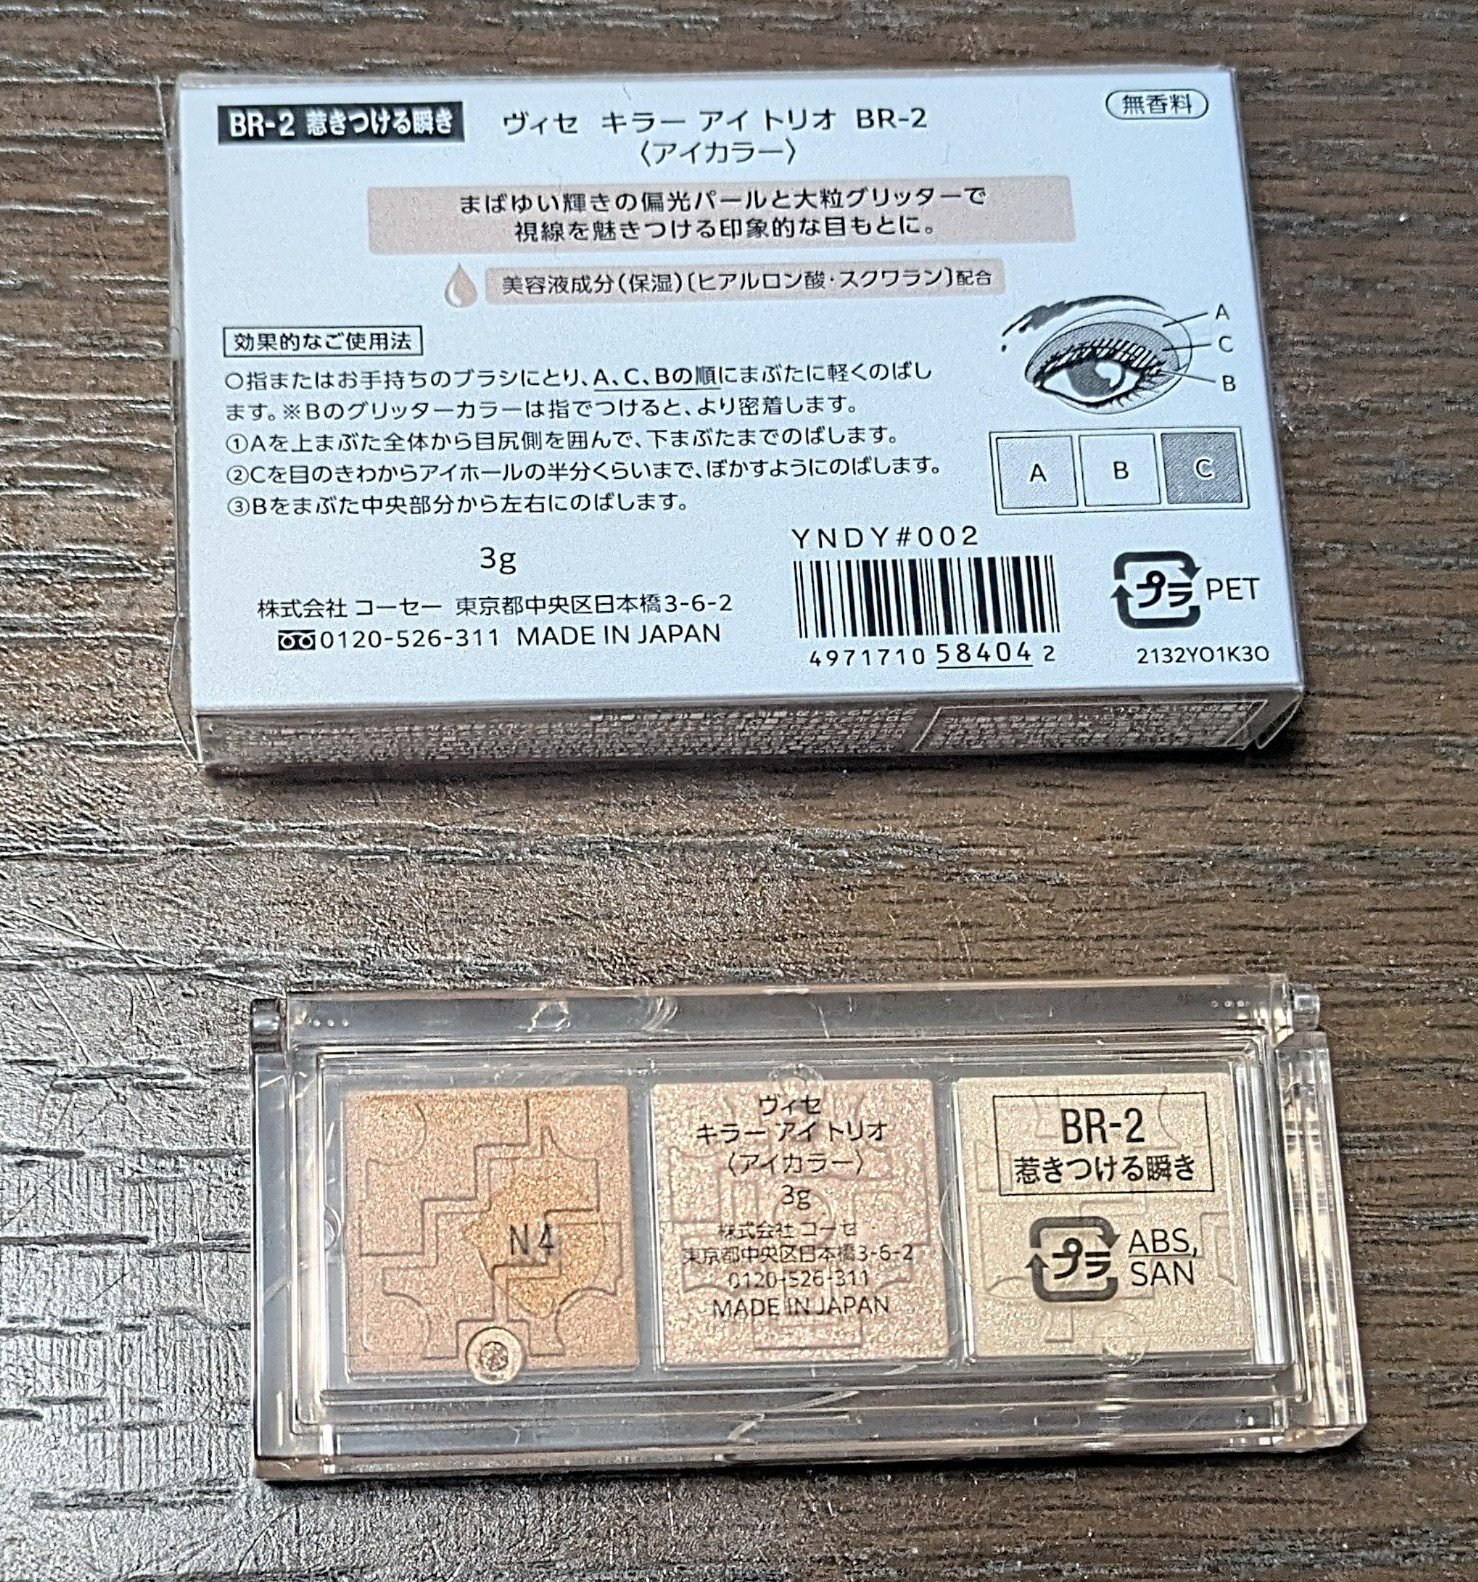 BR-2 惹きつける瞬き
ヴィセ キラー アイ トリオ BR-2
〈アイカラー〉
無香料
まばゆい輝きの偏光パールと大粒グリッターで
視線を魅きつける印象的な目もとに。
美容液成分(保湿)〔ヒアルロン酸・スクワラン〕配合
効果的なご使用法
○指またはお手持ちのブラシにとり、A、C、Bの順にまぶたに軽くのばし
ます。※Bのグリッターカラーは指でつけると、より密着します。
①Aを上まぶた全体から目尻側を囲んで、下まぶたまでのばします。
②Cを目のきわからアイホールの半分くらいまで、ぼかすようにのばします。
③Bをまぶた中央部分から左右にのばします。
A
C
B
A B C
3g
株式会社 コーセー 東京都中央区日本橋3-6-2
0120-526-311 MADE IN JAPAN
YNDY#002
4971710 58404 2
プラ PET
2132YO1K3O
N 4
ヴィセ
キラー アイ トリオ
〈アイカラー〉
3g
株式会社 コーセー
東京都中央区日本橋3-6-2
0120-526-311
MADE IN JAPAN
BR-2
惹きつける瞬き
プラ ABS,
SAN